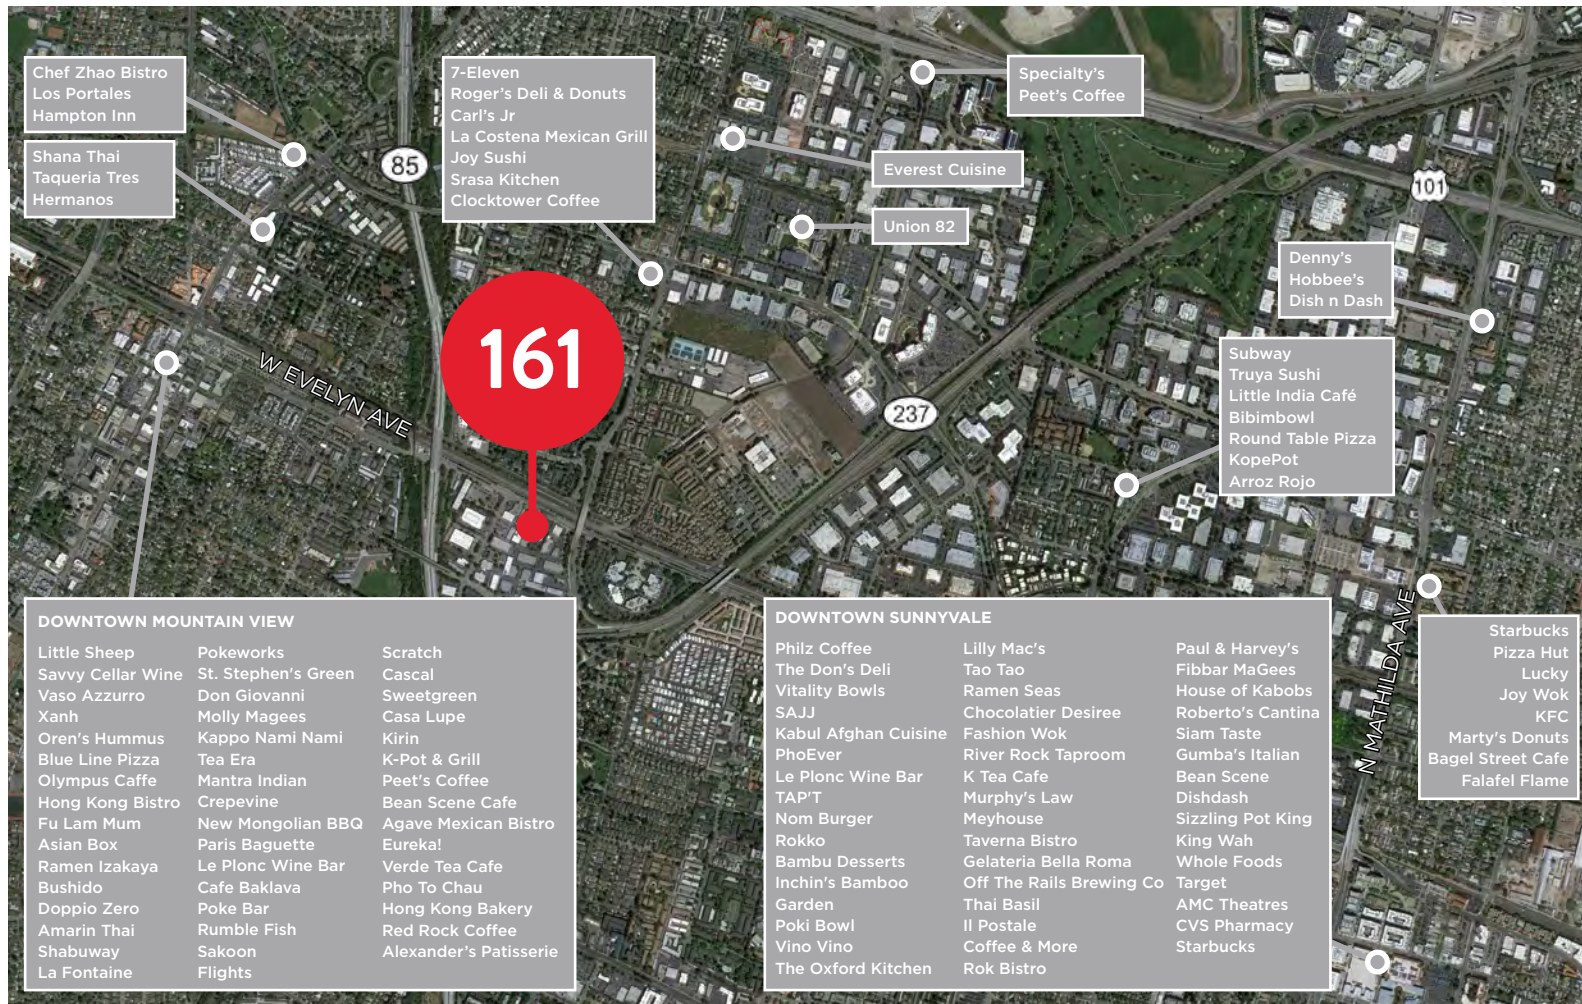 Chef Zhao Bistro
Los Portales
Hampton Inn
Shana Thai
Taqueria Tres
Hermanos
85
7-Eleven
Roger's Deli & Donuts
Carl's Jr
La Costena Mexican Grill
Joy Sushi
Srasa Kitchen
Clocktower Coffee
Specialty's
Peet's Coffee
Everest Cuisine
Union 82
101
Denny's
Hobbee's
Dish n Dash
161
W EVELYN AVE
237
Subway
Truya Sushi
Little India Café
Bibimbowl
Round Table Pizza
KopePot
Arroz Rojo
N MATHILDA AVE
Starbucks
Pizza Hut
Lucky
Joy Wok
KFC
Marty's Donuts
Bagel Street Cafe
Falafel Flame
DOWNTOWN MOUNTAIN VIEW
Little Sheep
Savvy Cellar Wine
Vaso Azzurro
Xanh
Oren's Hummus
Blue Line Pizza
Olympus Caffe
Hong Kong Bistro
Fu Lam Mum
Asian Box
Ramen Izakaya
Bushido
Doppio Zero
Amarin Thai
Shabuway
La Fontaine
Pokeworks
St. Stephen's Green
Don Giovanni
Molly Magees
Kappo Nami Nami
Tea Era
Mantra Indian
Crepevine
New Mongolian BBQ
Paris Baguette
Le Plonc Wine Bar
Cafe Baklava
Poke Bar
Rumble Fish
Sakoon
Flights
Scratch
Cascal
Sweetgreen
Casa Lupe
Kirin
K-Pot & Grill
Peet's Coffee
Bean Scene Cafe
Agave Mexican Bistro
Eureka!
Verde Tea Cafe
Pho To Chau
Hong Kong Bakery
Red Rock Coffee
Alexander's Patisserie
DOWNTOWN SUNNYVALE
Philz Coffee
The Don's Deli
Vitality Bowls
SAJJ
Kabul Afghan Cuisine
PhoEver
Le Plonc Wine Bar
TAP'T
Nom Burger
Rokko
Bambu Desserts
Inchin's Bamboo
Garden
Poki Bowl
Vino Vino
The Oxford Kitchen
Lilly Mac's
Tao Tao
Ramen Seas
Chocolatier Desiree
Fashion Wok
River Rock Taproom
K Tea Cafe
Murphy's Law
Meyhouse
Taverna Bistro
Gelateria Bella Roma
Off The Rails Brewing Co
Thai Basil
Il Postale
Coffee & More
Rok Bistro
Paul & Harvey's
Fibbar MaGees
House of Kabobs
Roberto's Cantina
Siam Taste
Gumba's Italian
Bean Scene
Dishdash
Sizzling Pot King
King Wah
Whole Foods
Target
AMC Theatres
CVS Pharmacy
Starbucks